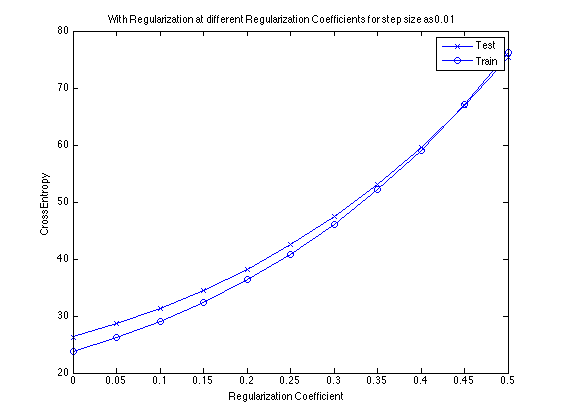 With Regularization at different Regularization Coefficients for step size as0.01
80
70
60
50
40
30
20
CrossEntropy
Test
Train
0 0.05 0.1 0.15 0.2 0.25 0.3 0.35 0.4 0.45 0.5
Regularization Coefficient